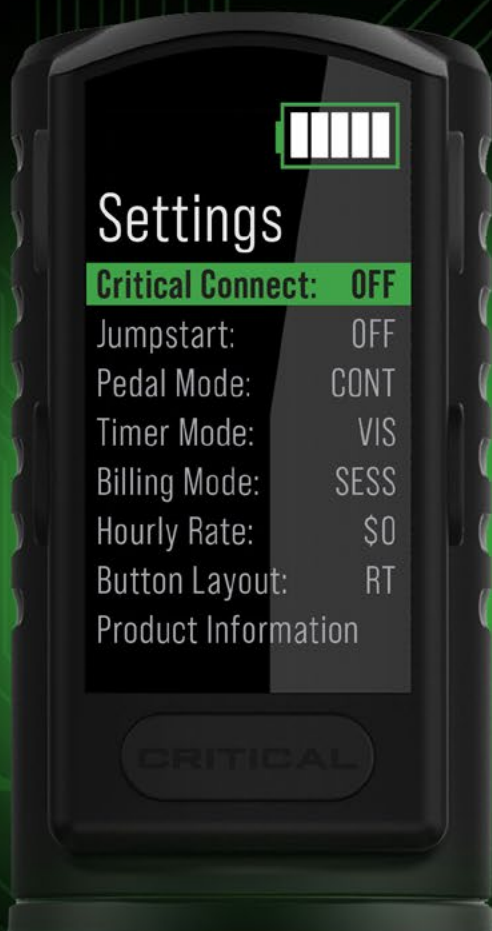 Settings
Critical Connect: OFF
Jumpstart: OFF
Pedal Mode: CONT
Timer Mode: VIS
Billing Mode: SESS
Hourly Rate: $0
Button Layout: RT
Product Information
CRITICAL